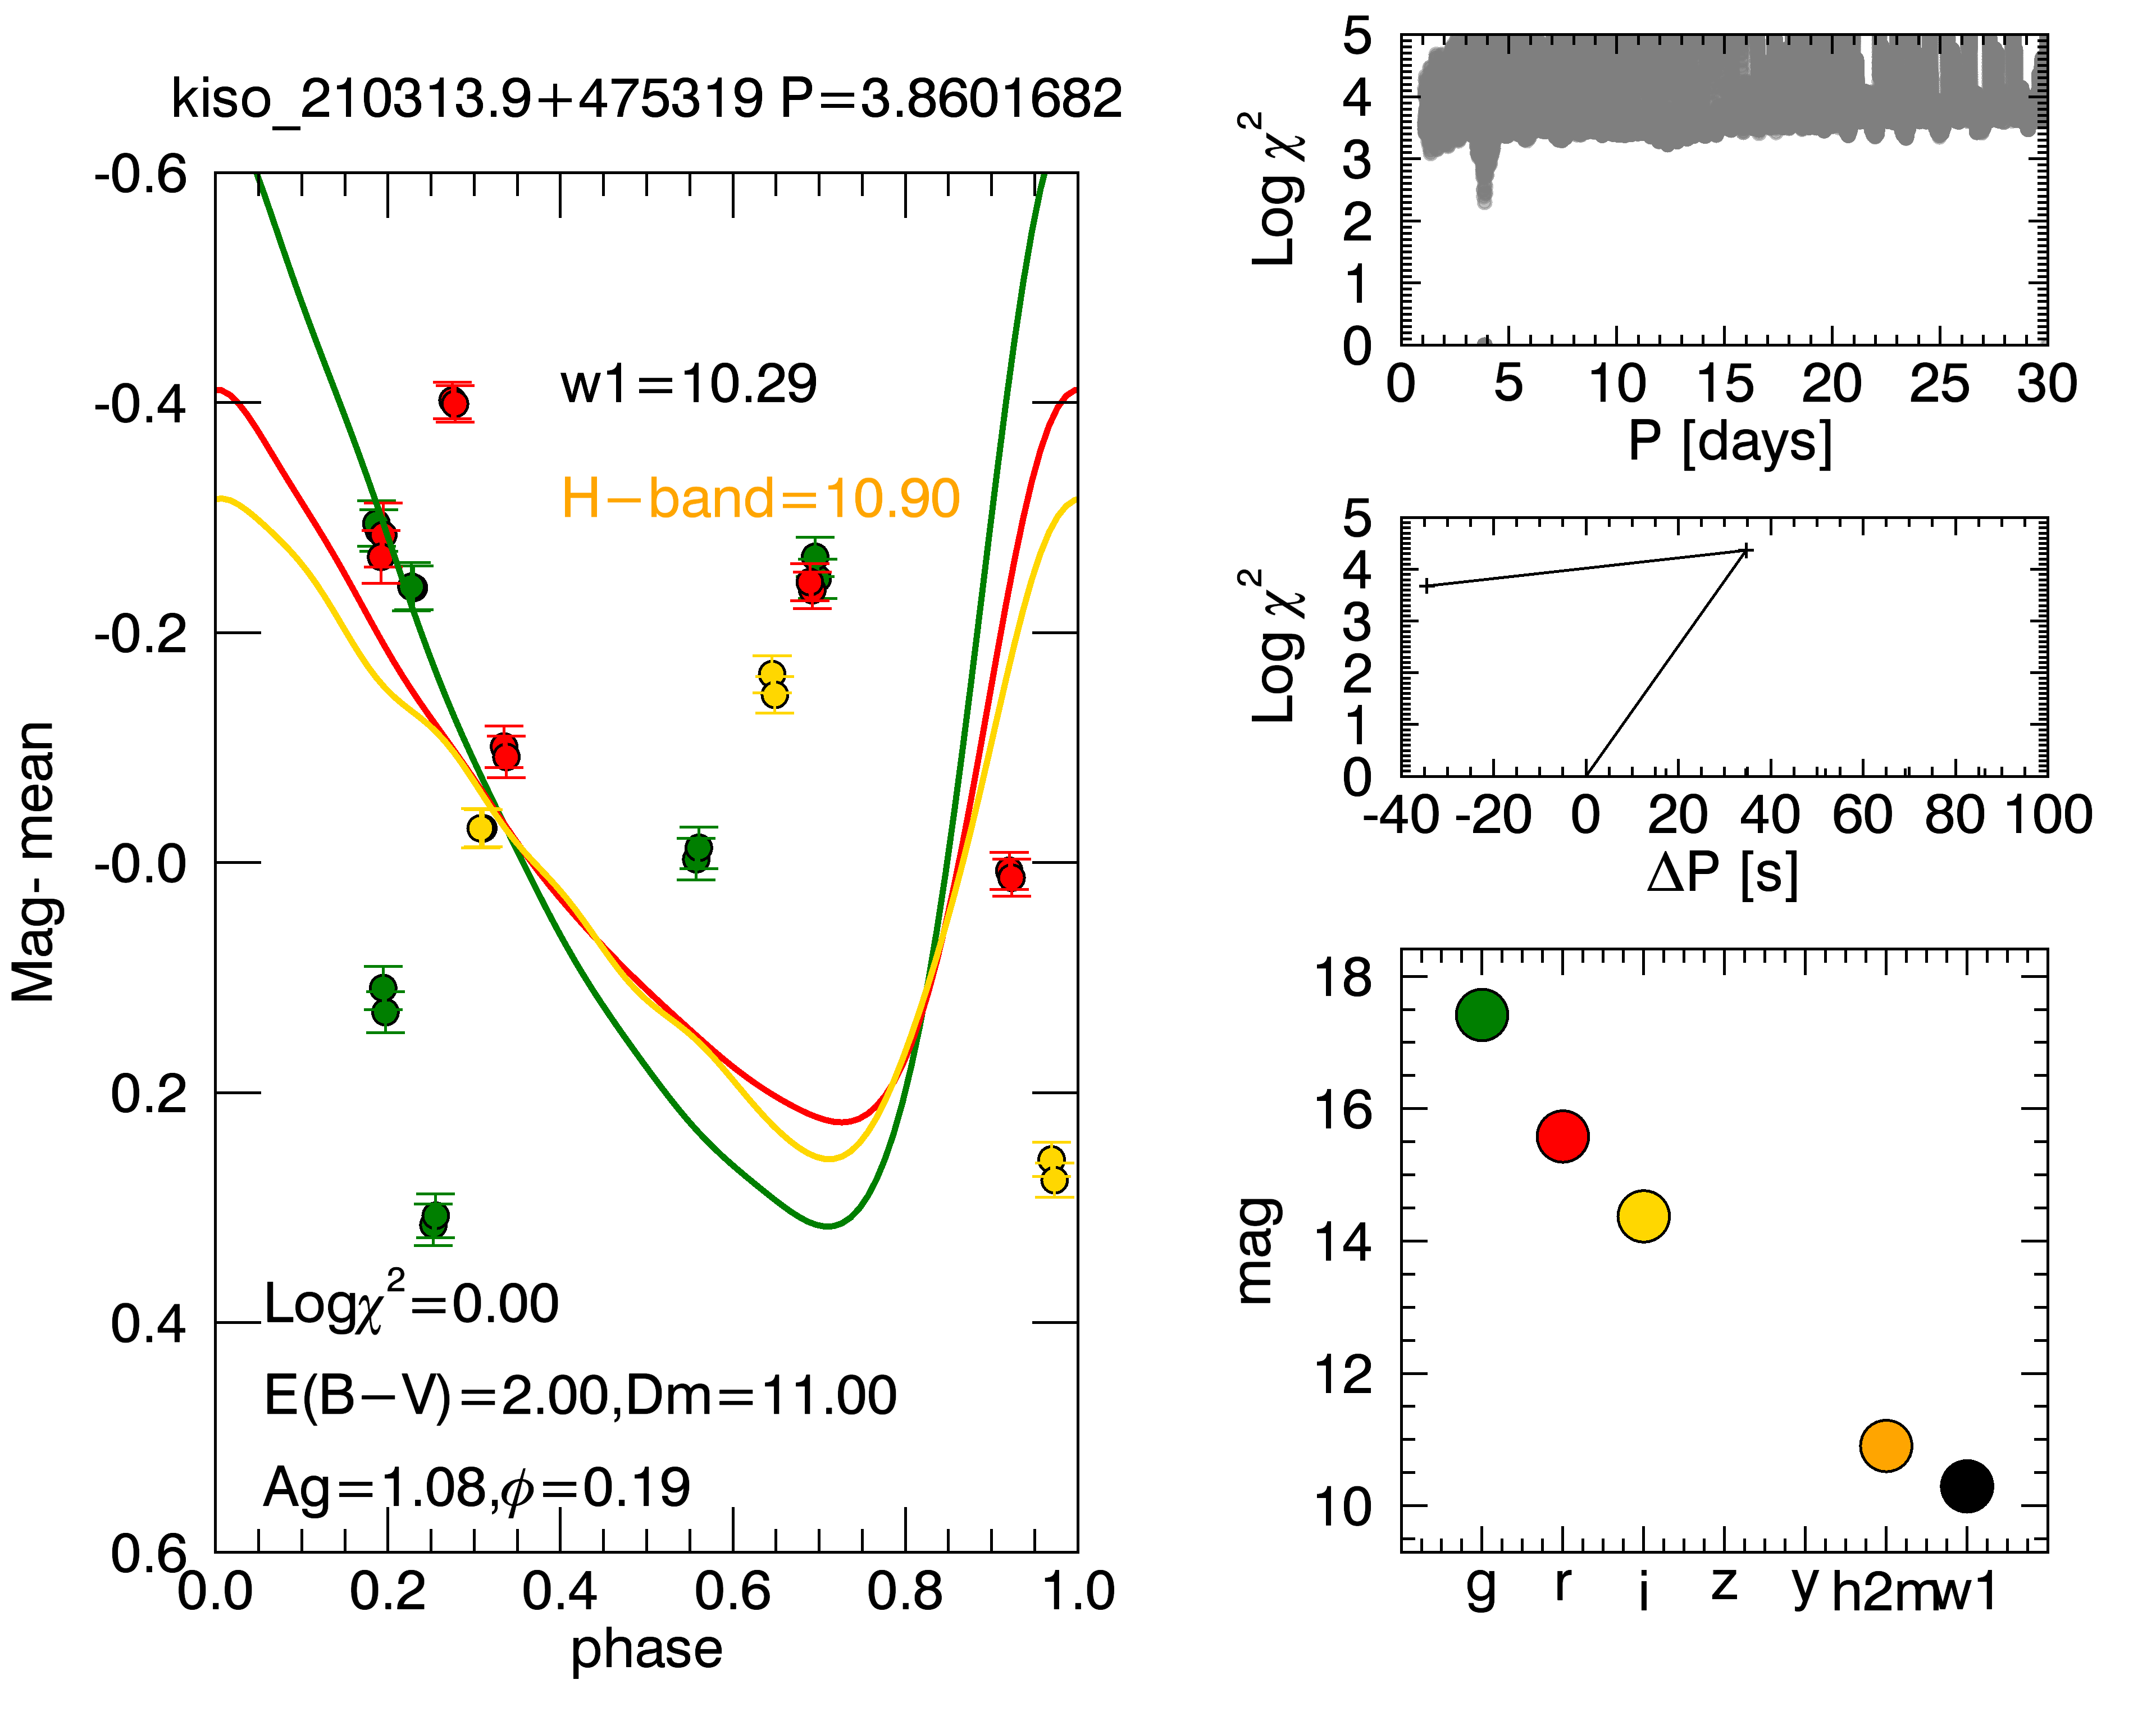 kiso_210313.9+475319 P=3.8601682
-0.6
-0.4
-0.2
-0.0
0.2
0.4
0.6
Mag- mean
w1=10.29
H-band=10.90
Logχ²=0.00
E(B-V)=2.00,Dm=11.00
Ag=1.08,ϕ=0.19
0.0 0.2 0.4 0.6 0.8 1.0
phase
5
4
3
2
1
0
Log χ²
0 5 10 15 20 25 30
P [days]
5
4
3
2
1
0
Log χ²
-40 -20 0 20 40 60 80 100
ΔP [s]
18
16
14
12
10
mag
g r i z y h2mw1